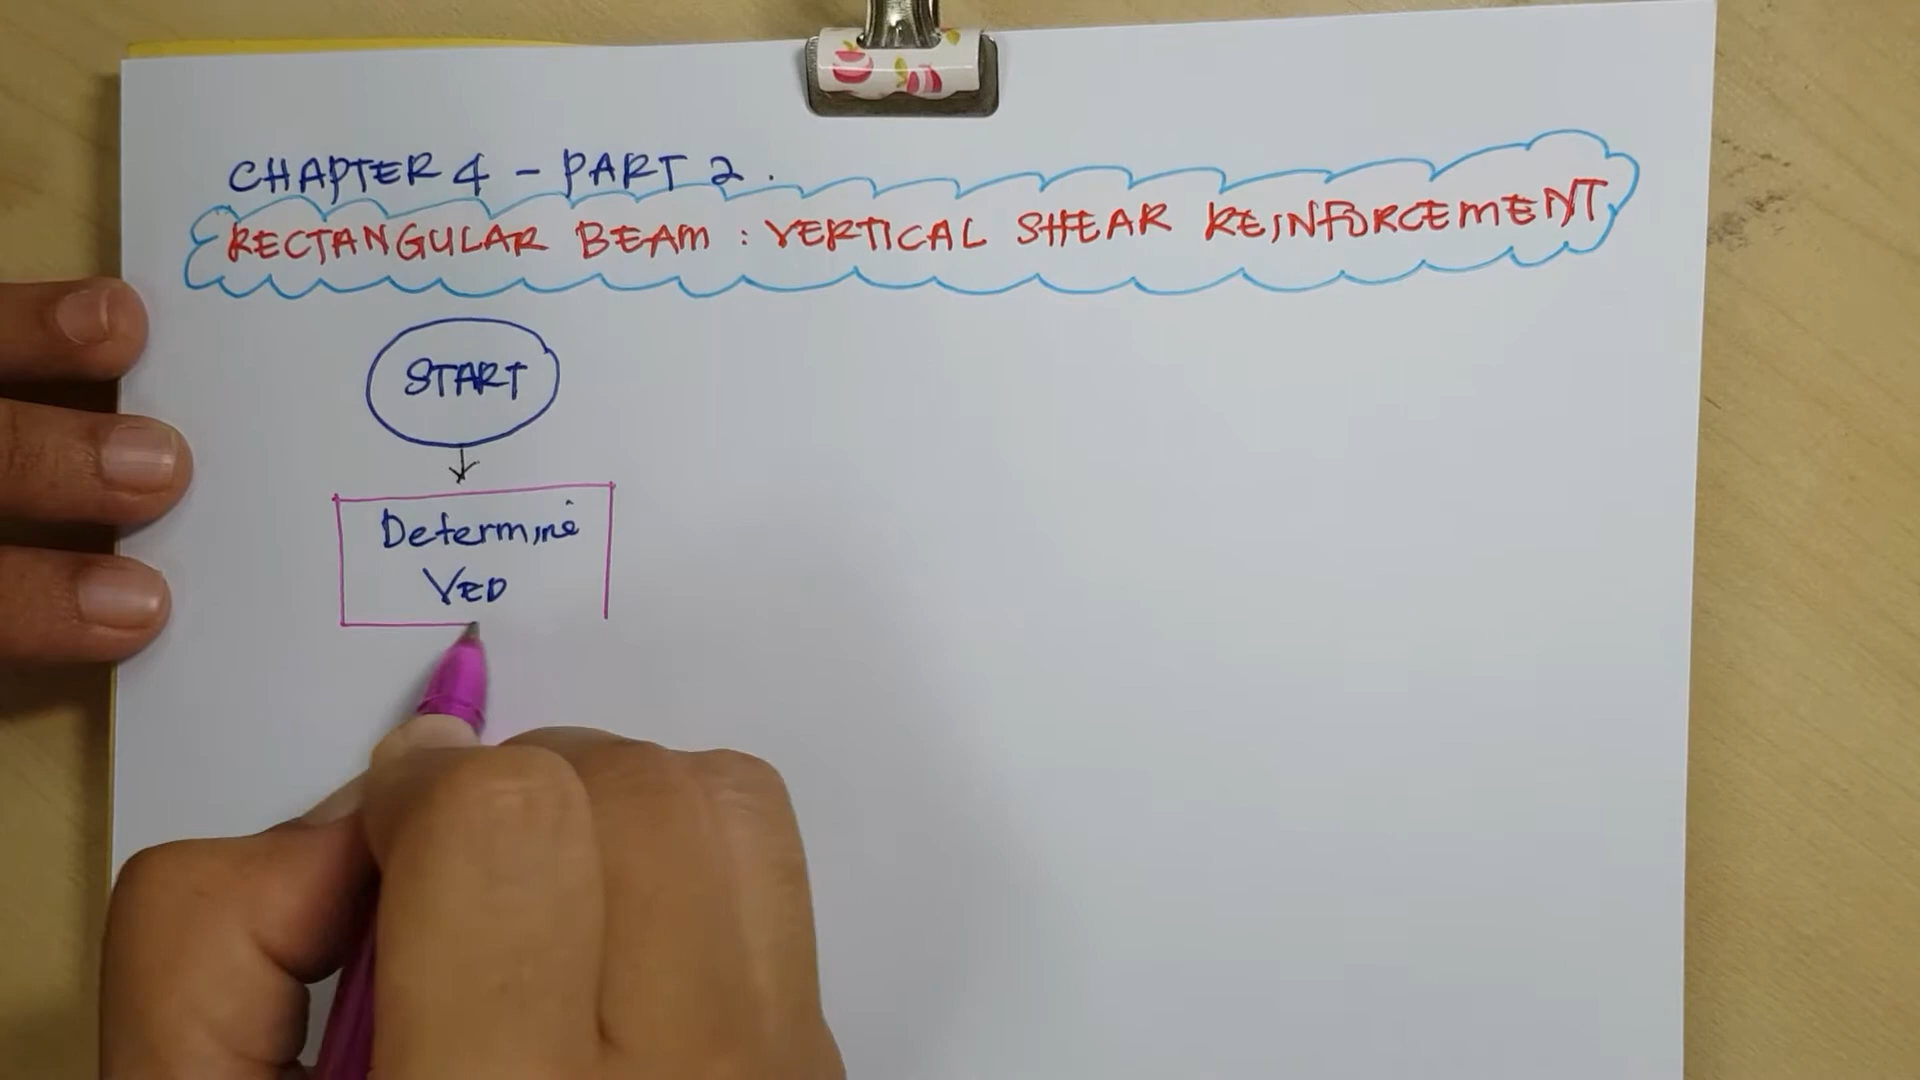 CHAPTER 4 - PART 2.
RECTANGULAR BEAM : VERTICAL SHEAR REINFORCEMENT
START
Determine
VED